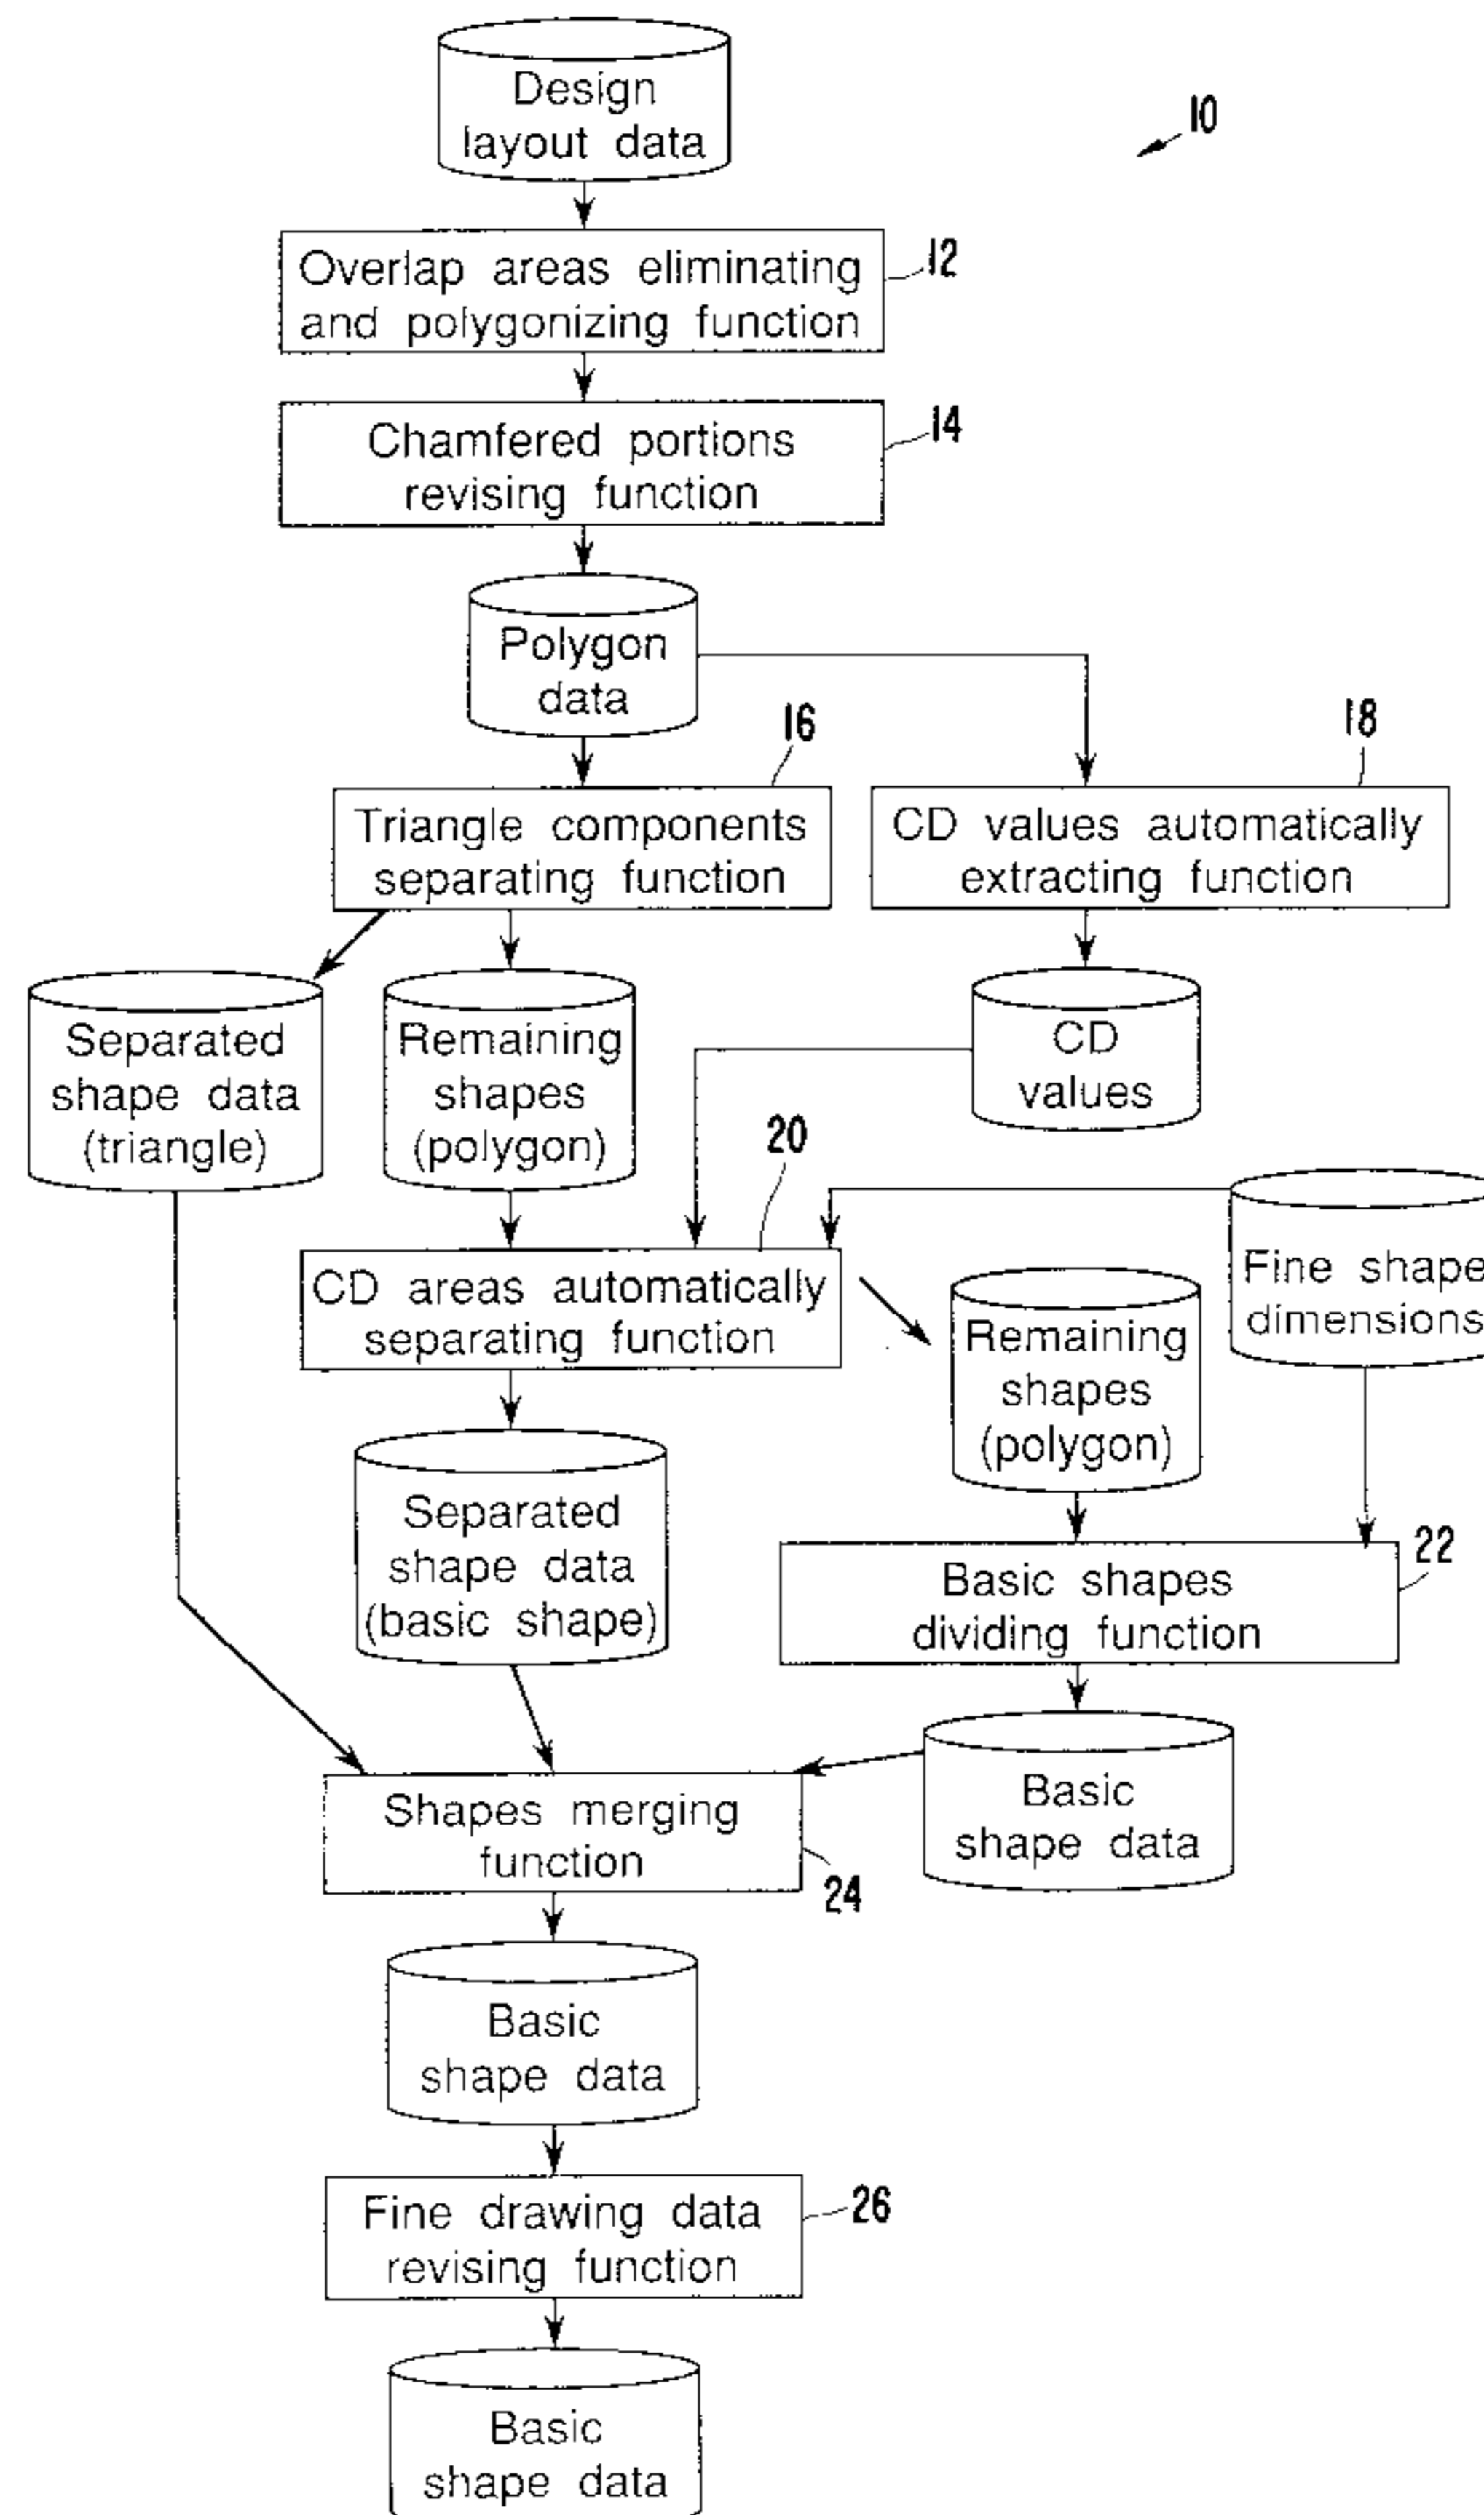 Design
layout data
10
Overlap areas eliminating
and polygonizing function
12
Chamfered portions
revising function
14
Polygon
data
16
18
Triangle components
separating function
CD values automatically
extracting function
Separated
shape data
(triangle)
Remaining
shapes
(polygon)
CD
values
20
CD areas automatically
separating function
Fine shape
dimensions
Remaining
shapes
(polygon)
Separated
shape data
(basic shape)
22
Basic shapes
dividing function
Shapes merging
function
24
Basic
shape data
Basic
shape data
Fine drawing data
revising function
26
Basic
shape data